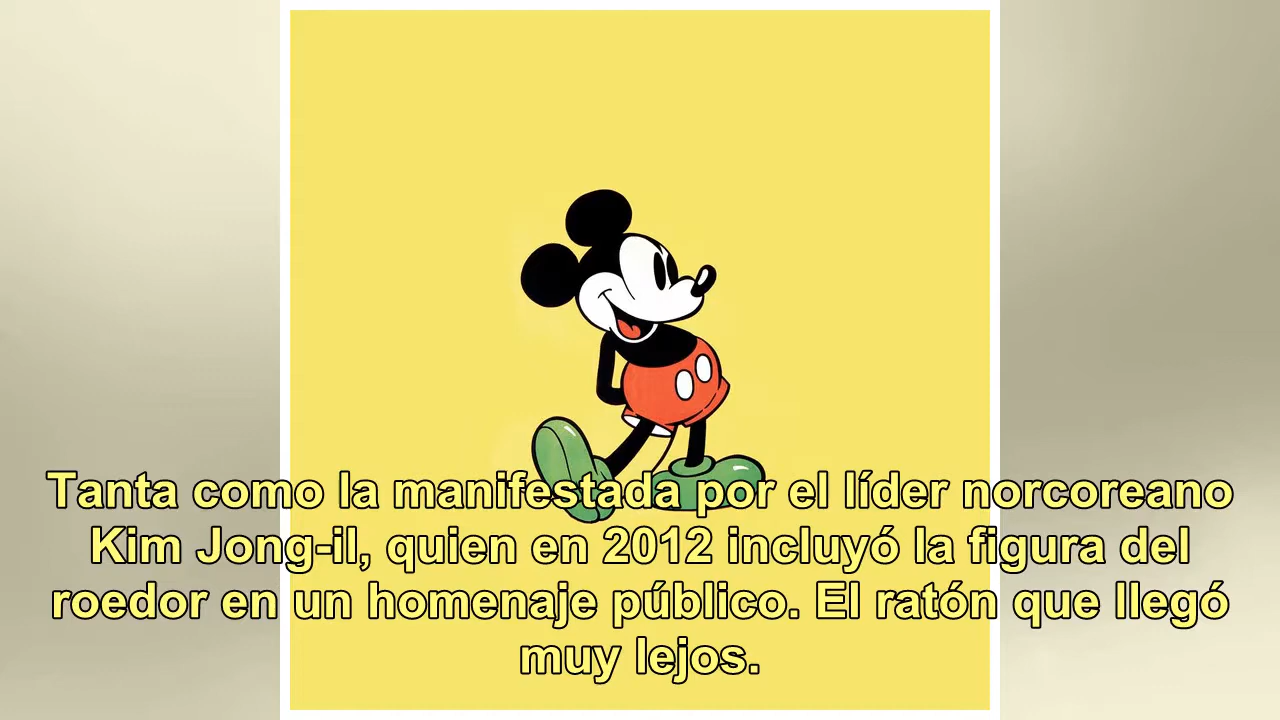 Tanta como la manifestada por el líder norcoreano
Kim Jong-il, quien en 2012 incluyó la figura del
roedor en un homenaje público. El ratón que llegó
muy lejos.